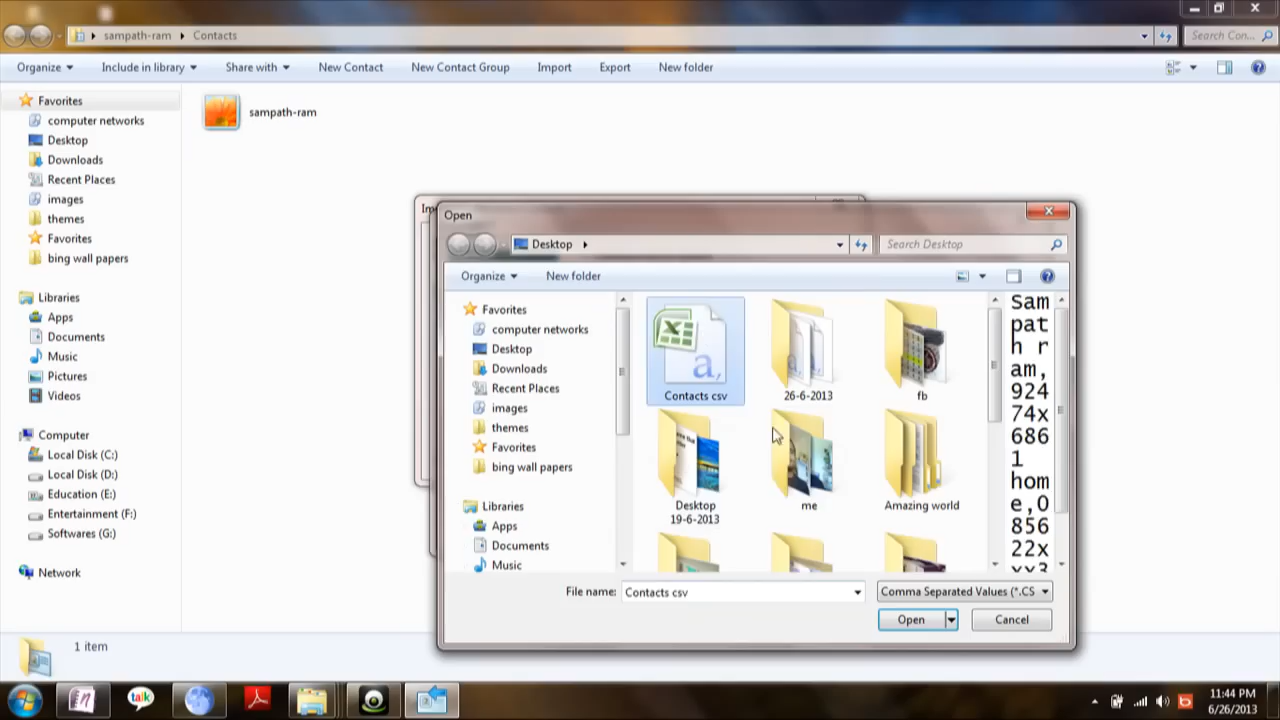 sampath-ram Contacts Search Con...
Organize Include in library Share with New Contact New Contact Group Import Export New folder
Favorites
computer networks
Desktop
Downloads
Recent Places
images
themes
Favorites
bing wall papers
Libraries
Apps
Documents
Music
Pictures
Videos
Computer
Local Disk (C:)
Local Disk (D:)
Education (E:)
Entertainment (F:)
Softwares (G:)
Network
sampath-ram
Open
Desktop Search Desktop
Organize New folder
Favorites
computer networks
Desktop
Downloads
Recent Places
images
themes
Favorites
bing wall papers
Libraries
Apps
Documents
Music
Contacts csv
26-6-2013
fb
Desktop
19-6-2013
me
Amazing world
Sam
pat
h r
am,
924
74x
686
1
hom
e,0
856
22x
File name: Contacts csv Comma Separated Values (*.CS
Open Cancel
1 item
talk
11:44 PM
6/26/2013